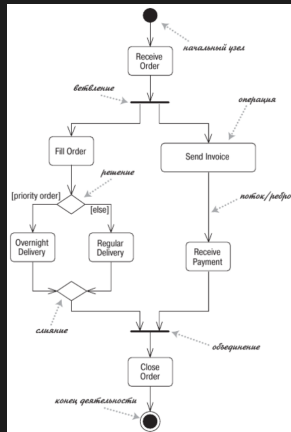 начальный узел
Receive
Order
ветвление
операция
Fill Order
Send Invoice
решение
[priority order]
[else]
поток/ребро
Overnight
Delivery
Regular
Delivery
Receive
Payment
слияние
объединение
Close
Order
конец деятельности